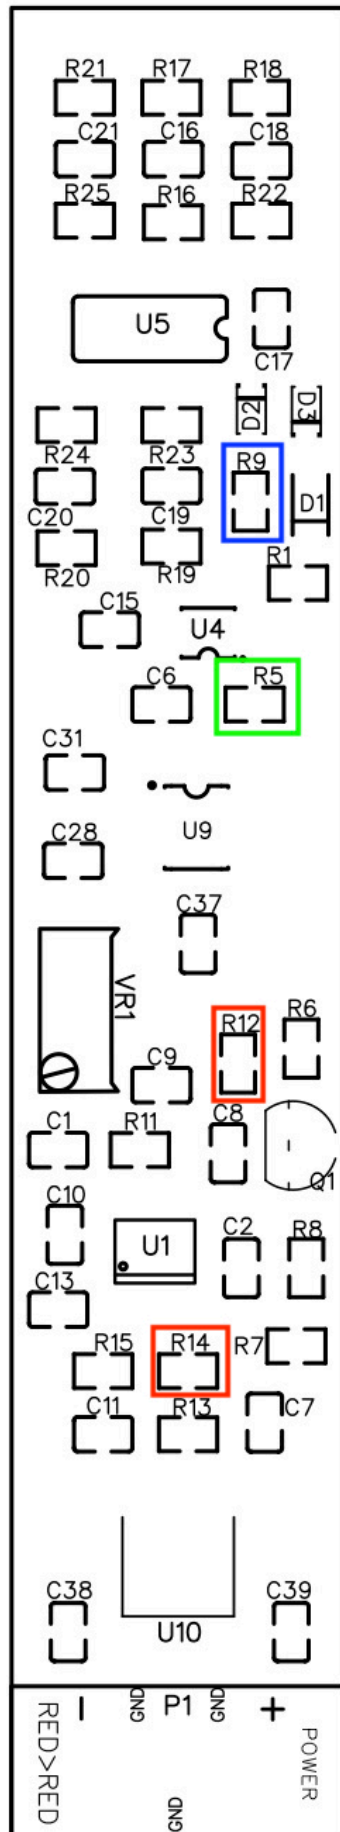 R21 R17 R18
C21 C16 C18
R25 R16 R22
U5
C17
D2 D3
R24 R23 R9
C20 C19 D1
R20 R19 R1
C15 U4
C6 R5
C31
C28 U9
C37
VR1
R12 R6
C9
C1 R11 C8
Q1
C10
U1 C2 R8
C13
R15 R14 R7
C11 R13 C7
C38 C39
U10
RED>RED - GND P1 GND + POWER
GND